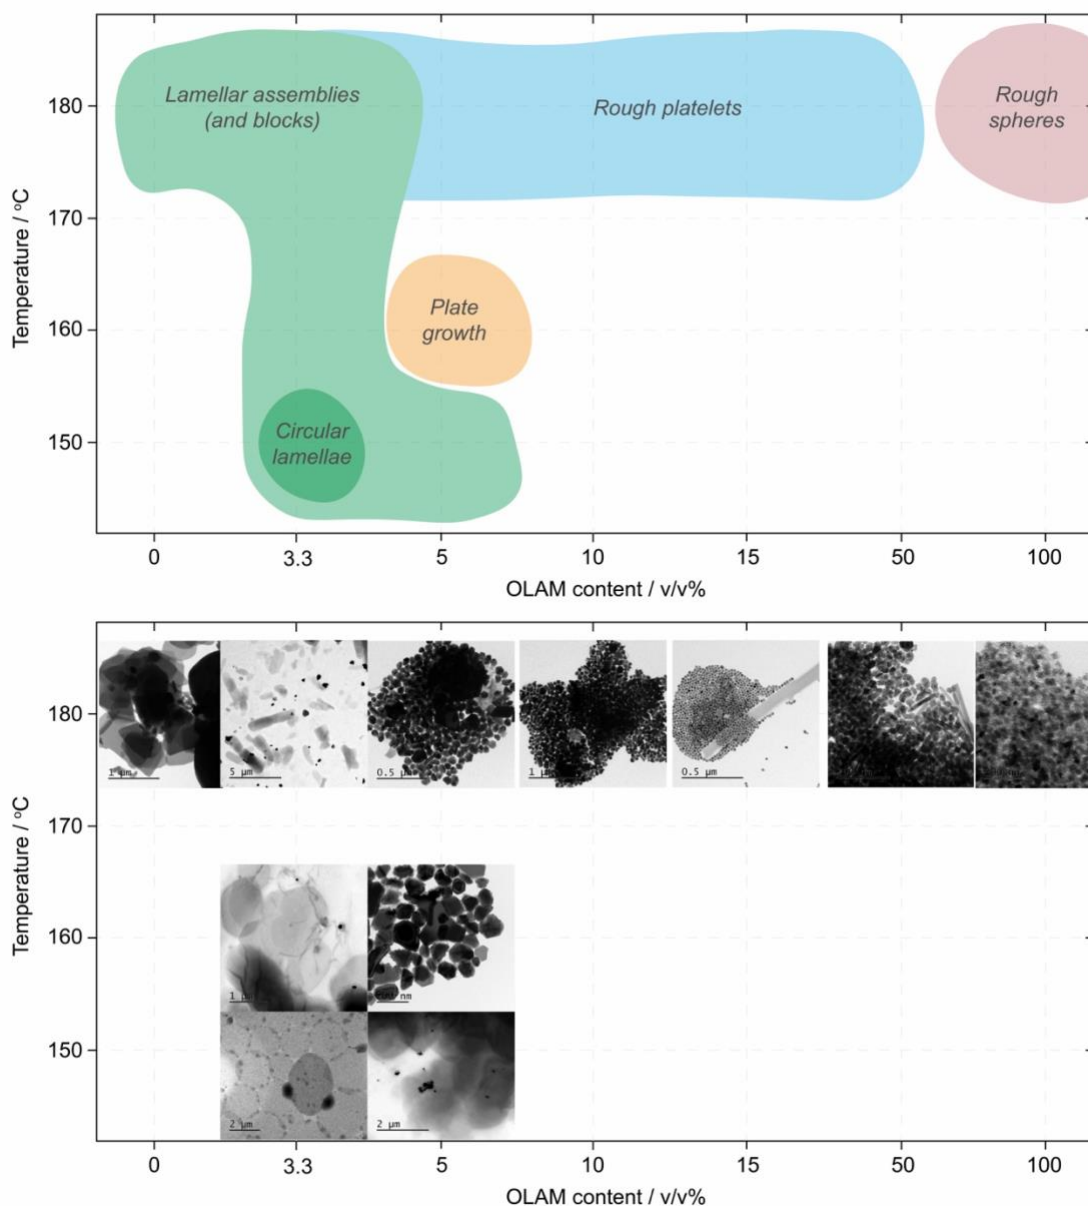 Temperature / °C
180
170
160
150
Lamellar assemblies
(and blocks)
Rough platelets
Rough
spheres
Plate
growth
Circular
lamellae
0
3.3
5
10
15
50
100
OLAM content / v/v%
Temperature / °C
180
170
160
150
1 µm
5 µm
0.5 µm
1 µm
0.5 µm
1 µm
nm
2 µm
2 µm
0
3.3
5
10
15
50
100
OLAM content / v/v%